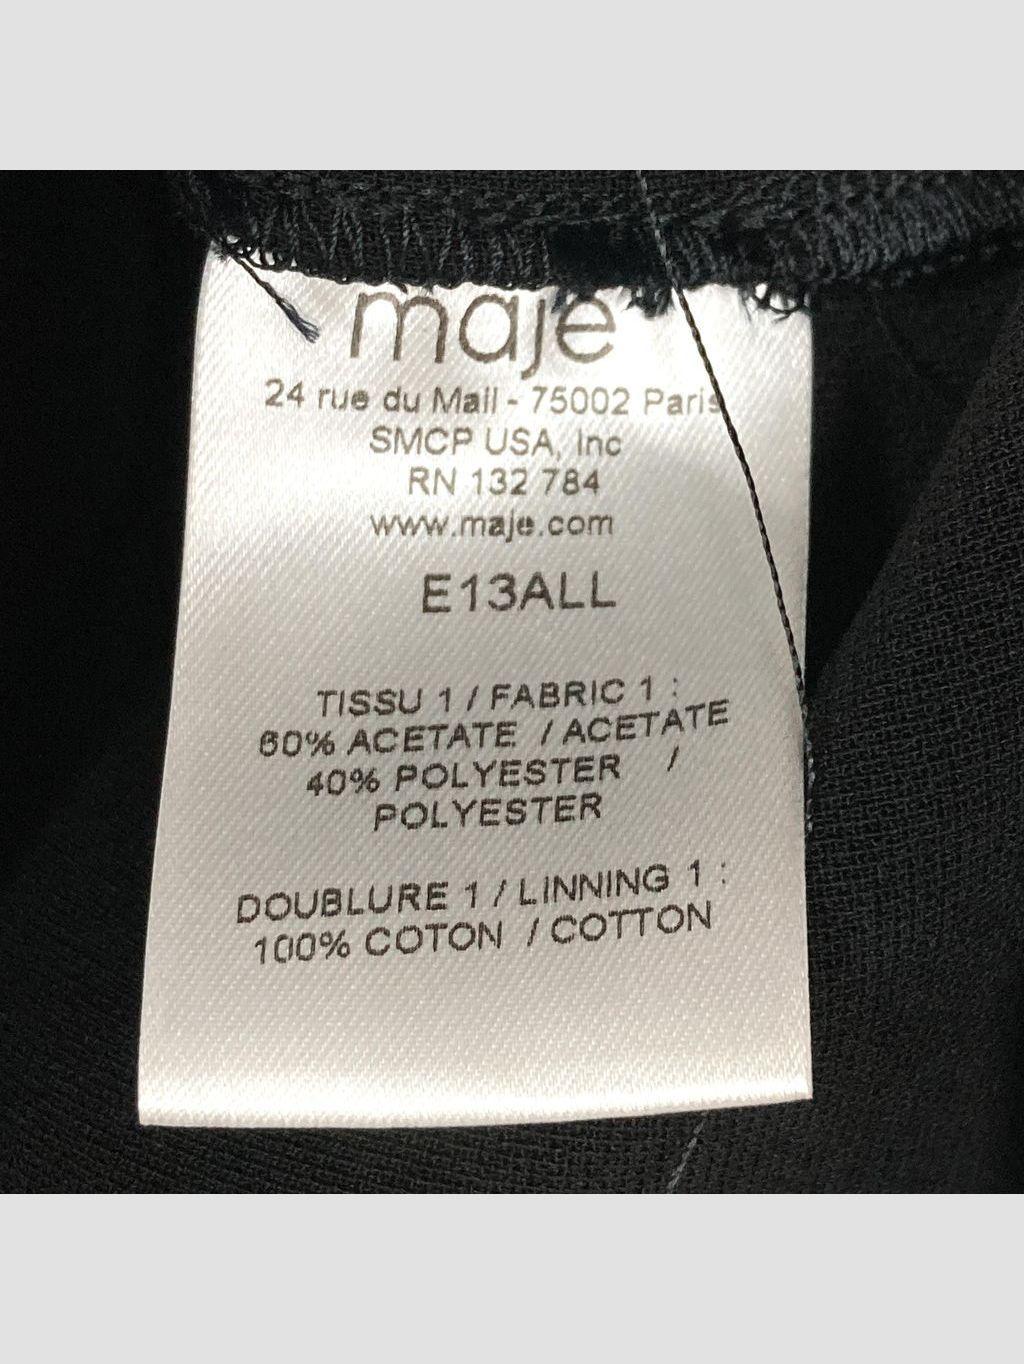 maje
24 rue du Mail - 75002 Paris
SMCP USA, Inc
RN 132 784
www.maje.com
E13ALL
TISSU 1 / FABRIC 1 :
60% ACETATE / ACETATE
40% POLYESTER /
POLYESTER
DOUBLURE 1 / LINNING 1 :
100% COTON / COTTON